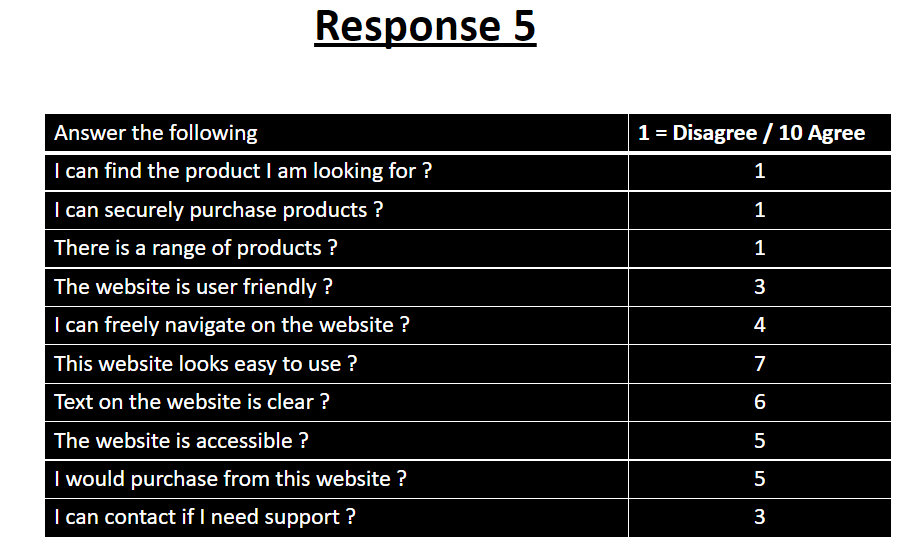 Response 5
Answer the following 1 = Disagree / 10 Agree
I can find the product I am looking for ? 1
I can securely purchase products ? 1
There is a range of products ? 1
The website is user friendly ? 3
I can freely navigate on the website ? 4
This website looks easy to use ? 7
Text on the website is clear ? 6
The website is accessible ? 5
I would purchase from this website ? 5
I can contact if I need support ? 3